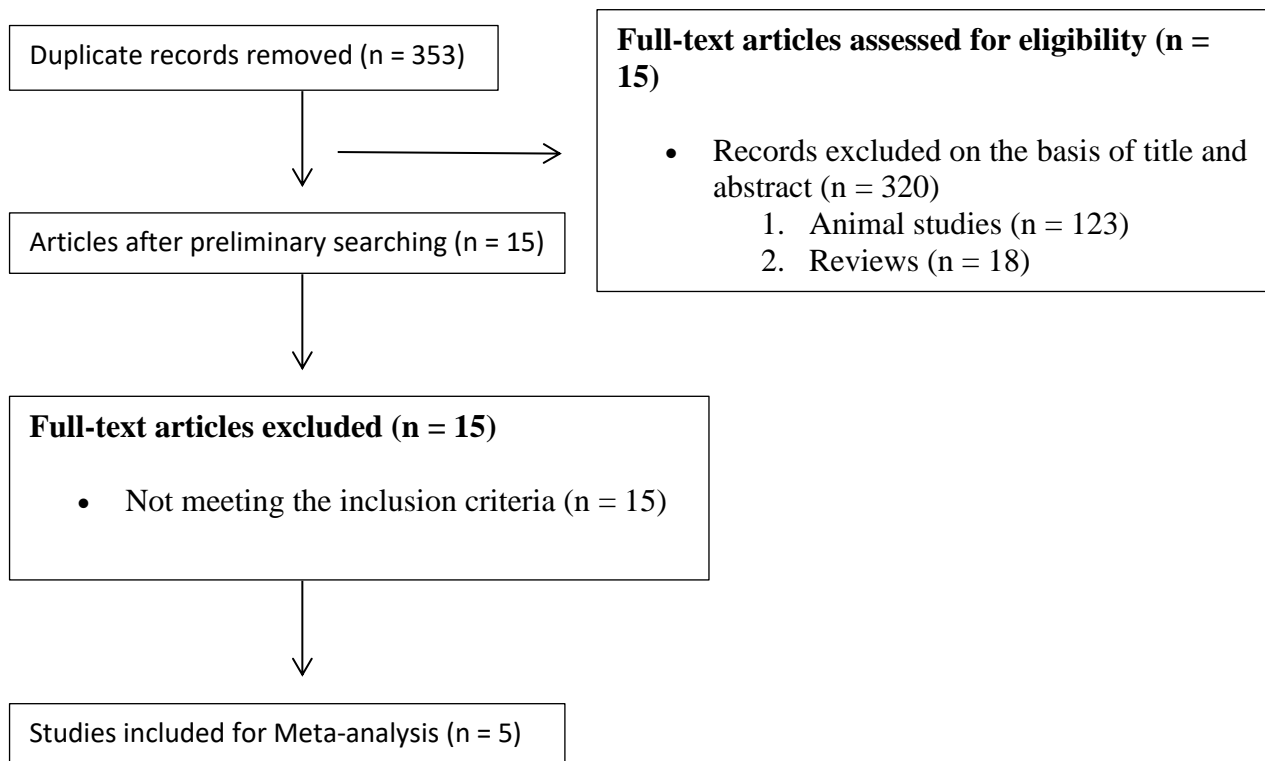 Duplicate records removed (n = 353)
Full-text articles assessed for eligibility (n =
15)
• Records excluded on the basis of title and
abstract (n = 320)
1. Animal studies (n = 123)
2. Reviews (n = 18)
Articles after preliminary searching (n = 15)
Full-text articles excluded (n = 15)
• Not meeting the inclusion criteria (n = 15)
Studies included for Meta-analysis (n = 5)